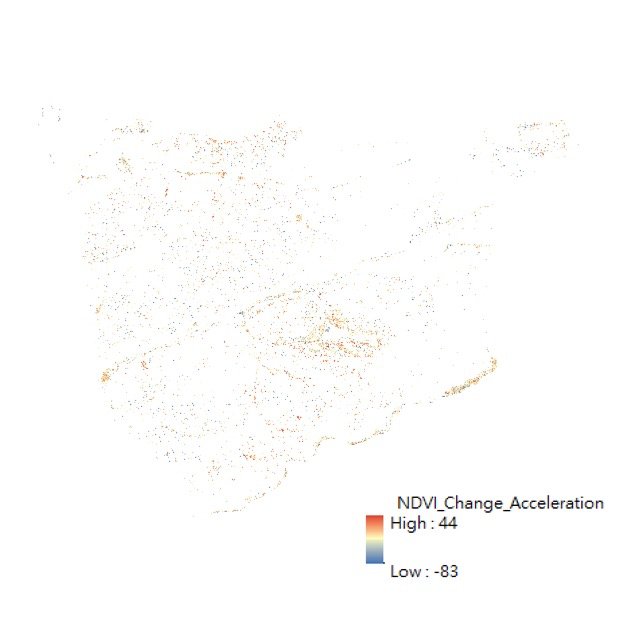 NDVI_Change_Acceleration
High : 44
Low : -83